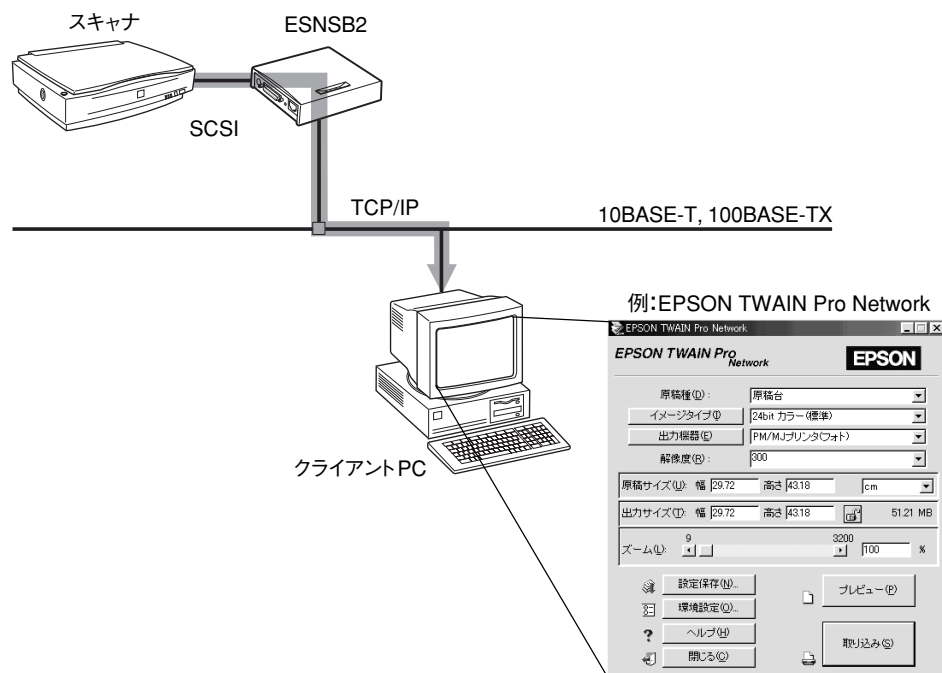 スキャナ
ESNSB2
SCSI
TCP/IP
10BASE-T, 100BASE-TX
クライアントPC
例:EPSON TWAIN Pro Network
EPSON TWAIN Pro Network
EPSON TWAIN Pro Network
EPSON
原稿種(D): 原稿台
イメージタイプ(I) 24bit カラー(標準)
出力機器(E) PM/MJプリンタ(フォト)
解像度(R): 300
原稿サイズ(U): 幅 29.72 高さ 43.18 cm
出力サイズ(T): 幅 29.72 高さ 43.18 51.21 MB
9 3200
ズーム(L): 100 %
設定保存(N)...
環境設定(O)...
ヘルプ(H)
閉じる(C)
プレビュー(P)
取り込み(S)